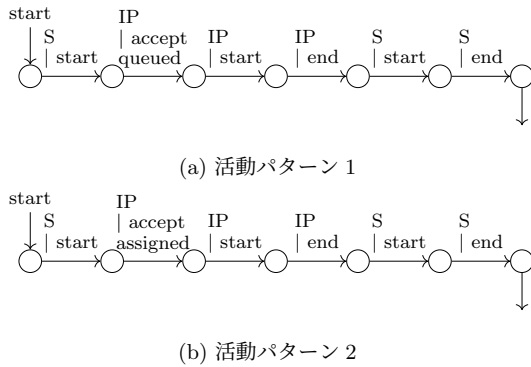 start
S
| start
IP
| accept
queued
IP
| start
IP
| end
S
| start
S
| end
(a) 活動パターン 1
start
S
| start
IP
| accept
assigned
IP
| start
IP
| end
S
| start
S
| end
(b) 活動パターン 2